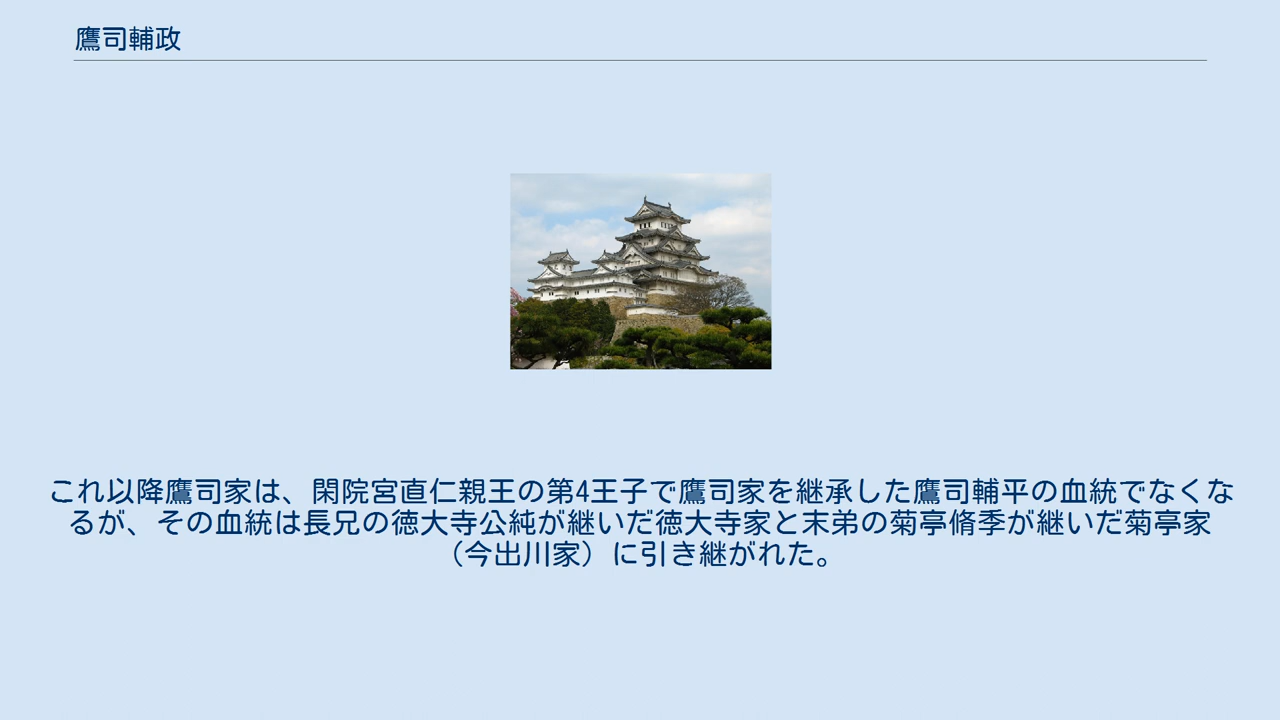 鷹司輔政
これ以降鷹司家は、閑院宮直仁親王の第4王子で鷹司家を継承した鷹司輔平の血統でなくな
るが、その血統は長兄の徳大寺公純が継いだ徳大寺家と末弟の菊亭脩季が継いだ菊亭家
（今出川家）に引き継がれた。